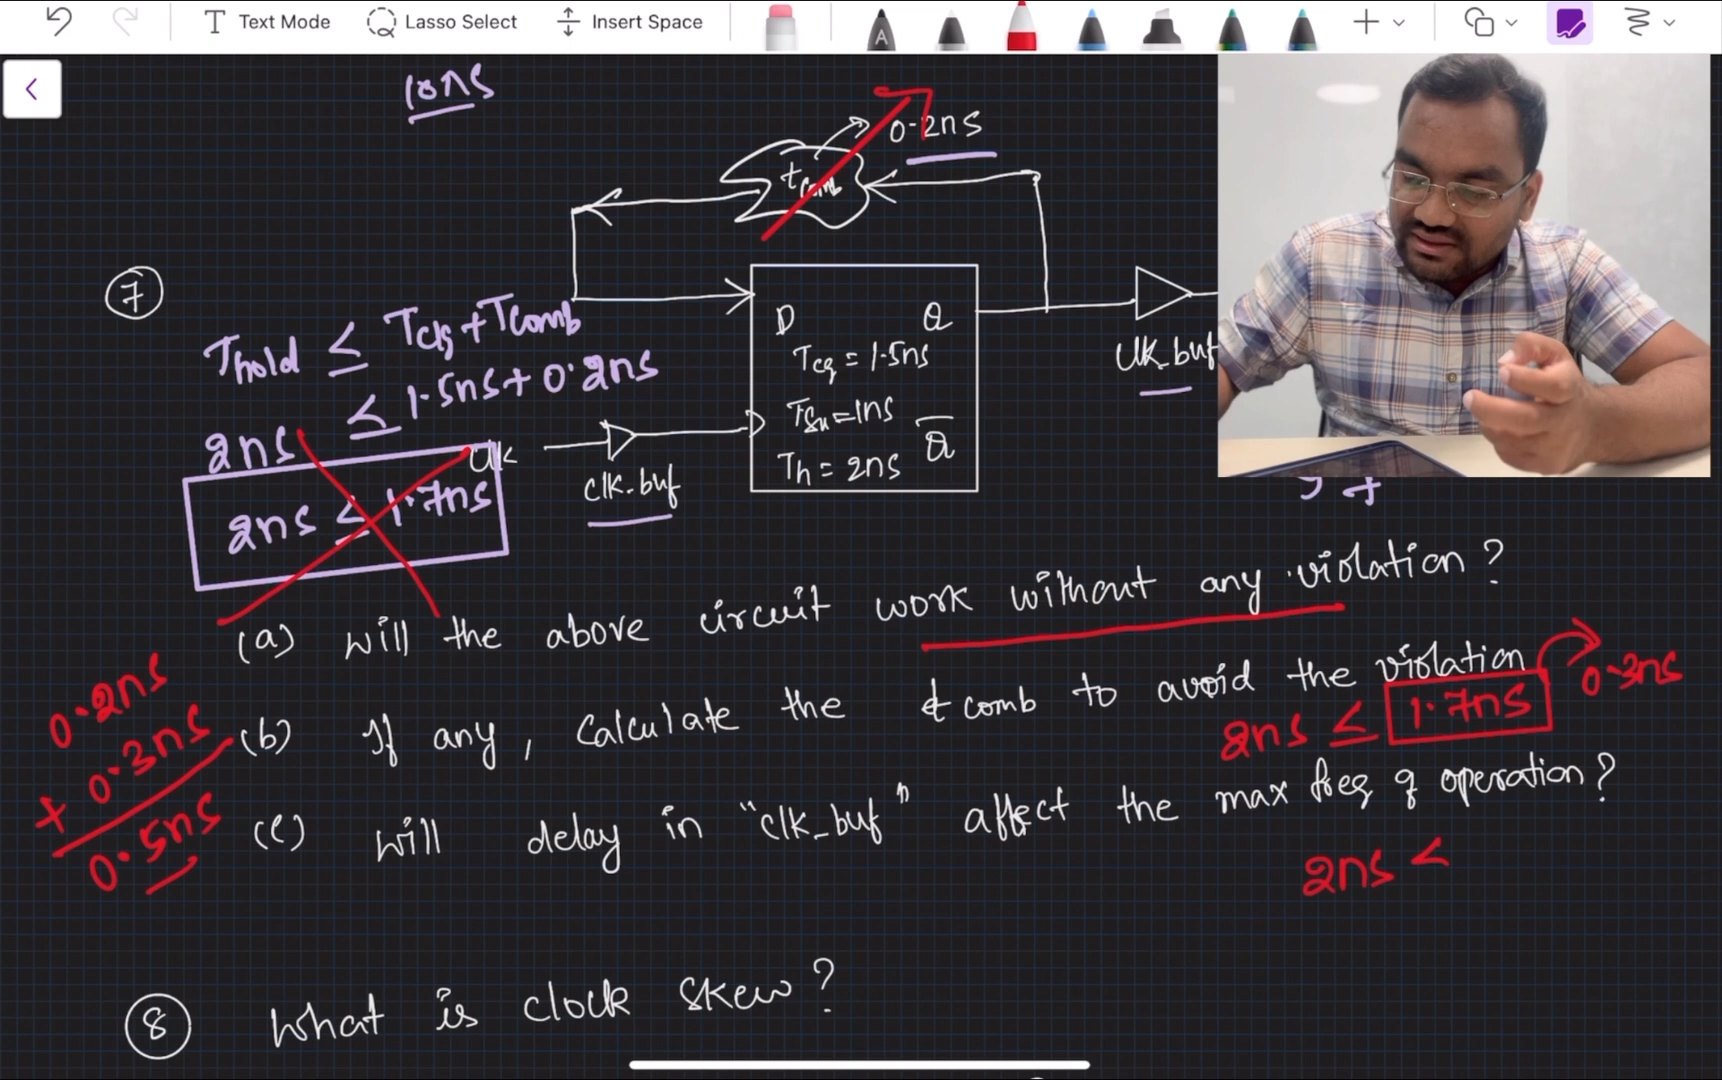 Text Mode
Lasso Select
Insert Space
A
10ns
0.2ns
tcomb
7
Thold ≤ Tcq + Tcomb
≤ 1.5ns + 0.2ns
2ns
2ns ≤ 1.7ns
D Q
Tcq = 1.5ns
Tsu = 1ns
Th = 2ns
Q
clk
clk_buf
clk_buf
(a) Will the above circuit work without any violation?
(b) If any, calculate the tcomb to avoid the violation
0.3ns
2ns ≤ 1.7ns
(c) Will delay in "clk_buf" affect the max freq of operation?
2ns <
0.2ns
+ 0.3ns
0.5ns
8 What is clock skew?